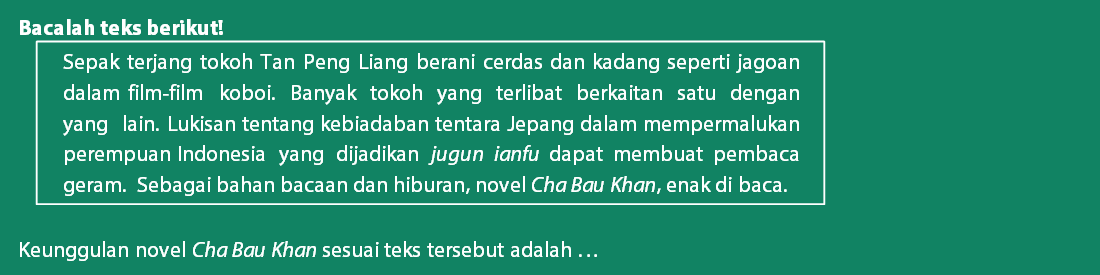 Bacalah teks berikut!
Sepak terjang tokoh Tan Peng Liang berani cerdas dan kadang seperti jagoan
dalam film-film koboi. Banyak tokoh yang terlibat berkaitan satu dengan
yang lain. Lukisan tentang kebiadaban tentara Jepang dalam mempermalukan
perempuan Indonesia yang dijadikan jugun ianfu dapat membuat pembaca
geram. Sebagai bahan bacaan dan hiburan, novel Cha Bau Khan, enak di baca.
Keunggulan novel Cha Bau Khan sesuai teks tersebut adalah ...